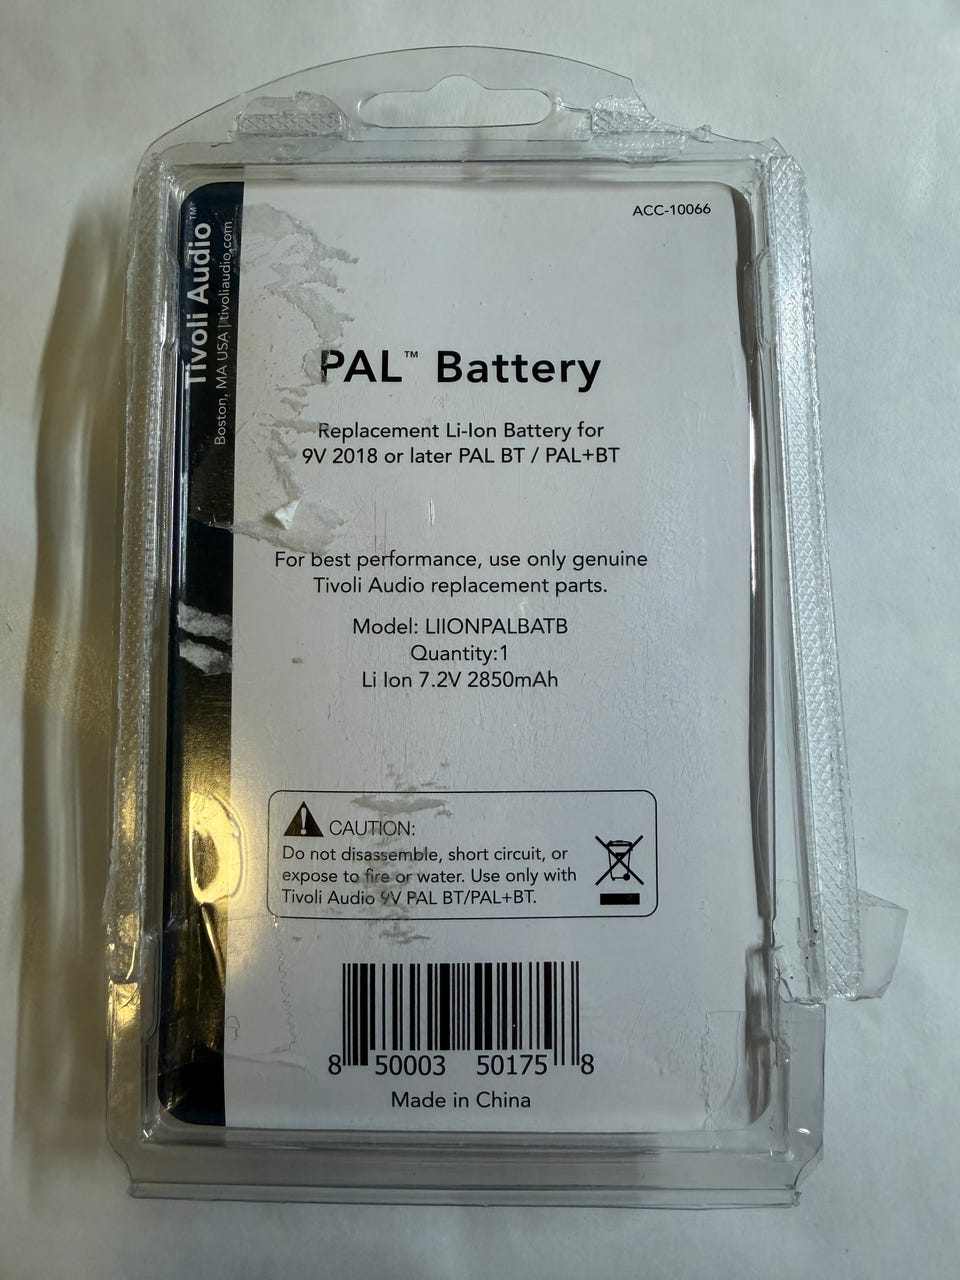 Tivoli Audio™
Boston, MA USA | tivoliaudio.com
ACC-10066
PAL™ Battery
Replacement Li-Ion Battery for
9V 2018 or later PAL BT / PAL+BT
For best performance, use only genuine
Tivoli Audio replacement parts.
Model: LIIONPALBATB
Quantity:1
Li Ion 7.2V 2850mAh
CAUTION:
Do not disassemble, short circuit, or
expose to fire or water. Use only with
Tivoli Audio 9V PAL BT/PAL+BT.
8 50003 50175 8
Made in China